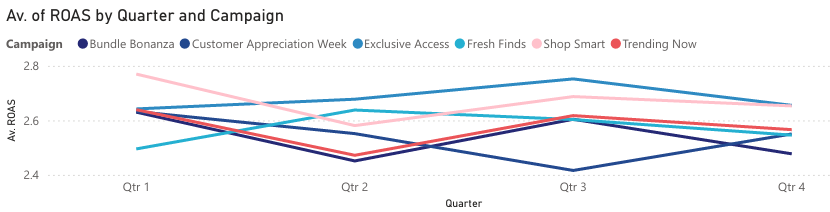 Av. of ROAS by Quarter and Campaign
Campaign Bundle Bonanza Customer Appreciation Week Exclusive Access Fresh Finds Shop Smart Trending Now
2.8
2.6
2.4
Av. ROAS
Qtr 1 Qtr 2 Qtr 3 Qtr 4
Quarter